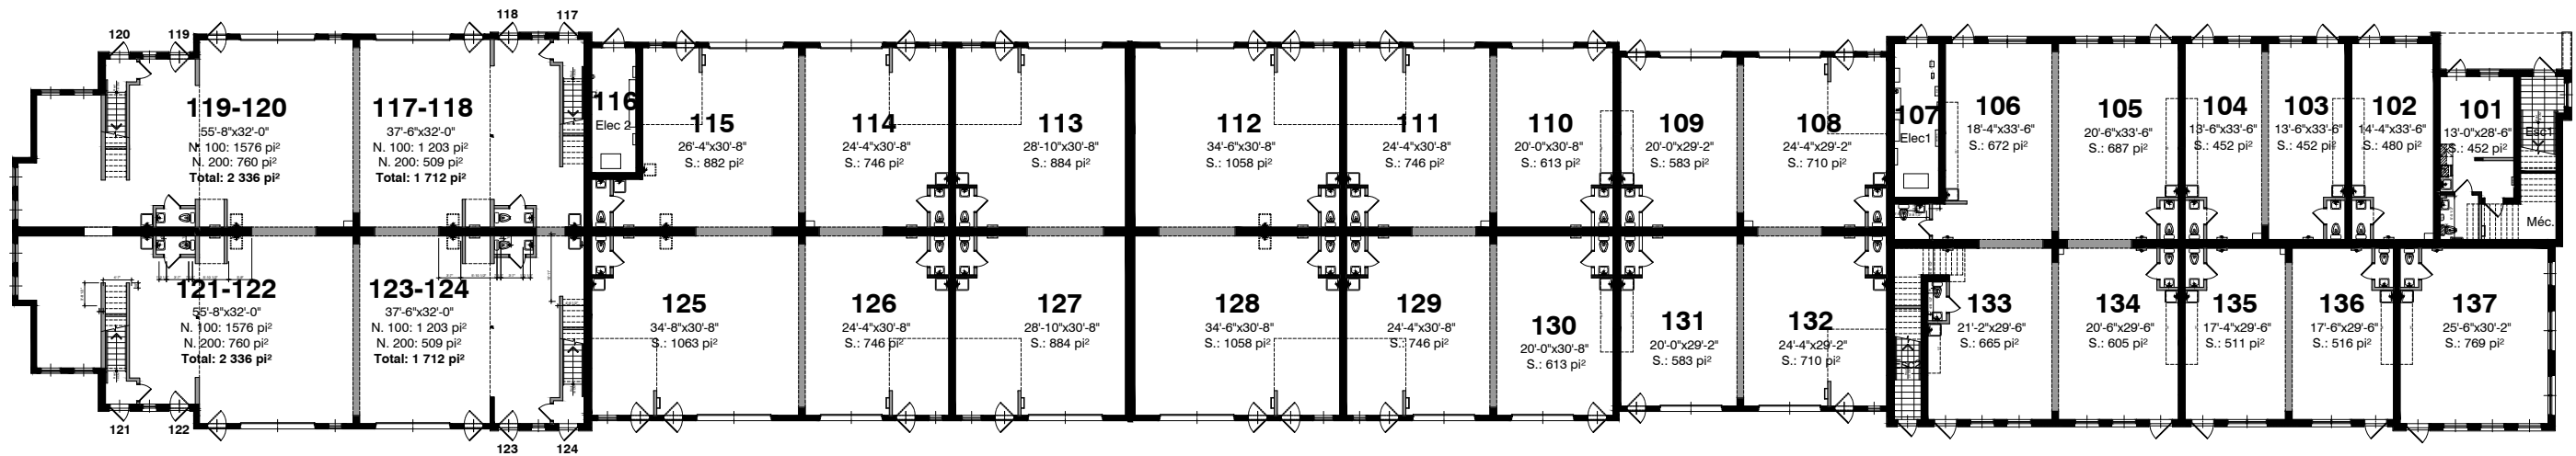 120
119
118
117
119-120
55'-8"x32'-0"
N. 100: 1576 pi²
N. 200: 760 pi²
Total: 2 336 pi²
117-118
37'-6"x32'-0"
N. 100: 1 203 pi²
N. 200: 509 pi²
Total: 1 712 pi²
116
Elec 2
115
26'-4"x30'-8"
S.: 882 pi²
114
24'-4"x30'-8"
S.: 746 pi²
113
28'-10"x30'-8"
S.: 884 pi²
112
34'-6"x30'-8"
S.: 1058 pi²
111
24'-4"x30'-8"
S.: 746 pi²
110
20'-0"x30'-8"
S.: 613 pi²
109
20'-0"x29'-2"
S.: 583 pi²
108
24'-4"x29'-2"
S.: 710 pi²
107
Elec1
106
18'-4"x33'-6"
S.: 672 pi²
105
20'-6"x33'-6"
S.: 687 pi²
104
13'-6"x33'-6"
S.: 452 pi²
103
13'-6"x33'-6"
S.: 452 pi²
102
14'-4"x33'-6"
S.: 480 pi²
101
13'-0"x28'-6"
S.: 452 pi²
Esc1
Méc.
121-122
55'-8"x32'-0"
N. 100: 1576 pi²
N. 200: 760 pi²
Total: 2 336 pi²
123-124
37'-6"x32'-0"
N. 100: 1 203 pi²
N. 200: 509 pi²
Total: 1 712 pi²
125
34'-8"x30'-8"
S.: 1063 pi²
126
24'-4"x30'-8"
S.: 746 pi²
127
28'-10"x30'-8"
S.: 884 pi²
128
34'-6"x30'-8"
S.: 1058 pi²
129
24'-4"x30'-8"
S.: 746 pi²
130
20'-0"x30'-8"
S.: 613 pi²
131
20'-0"x29'-2"
S.: 583 pi²
132
24'-4"x29'-2"
S.: 710 pi²
133
21'-2"x29'-6"
S.: 665 pi²
134
20'-6"x29'-6"
S.: 605 pi²
135
17'-4"x29'-6"
S.: 511 pi²
136
17'-6"x29'-6"
S.: 516 pi²
137
25'-6"x30'-2"
S.: 769 pi²
121
122
123
124